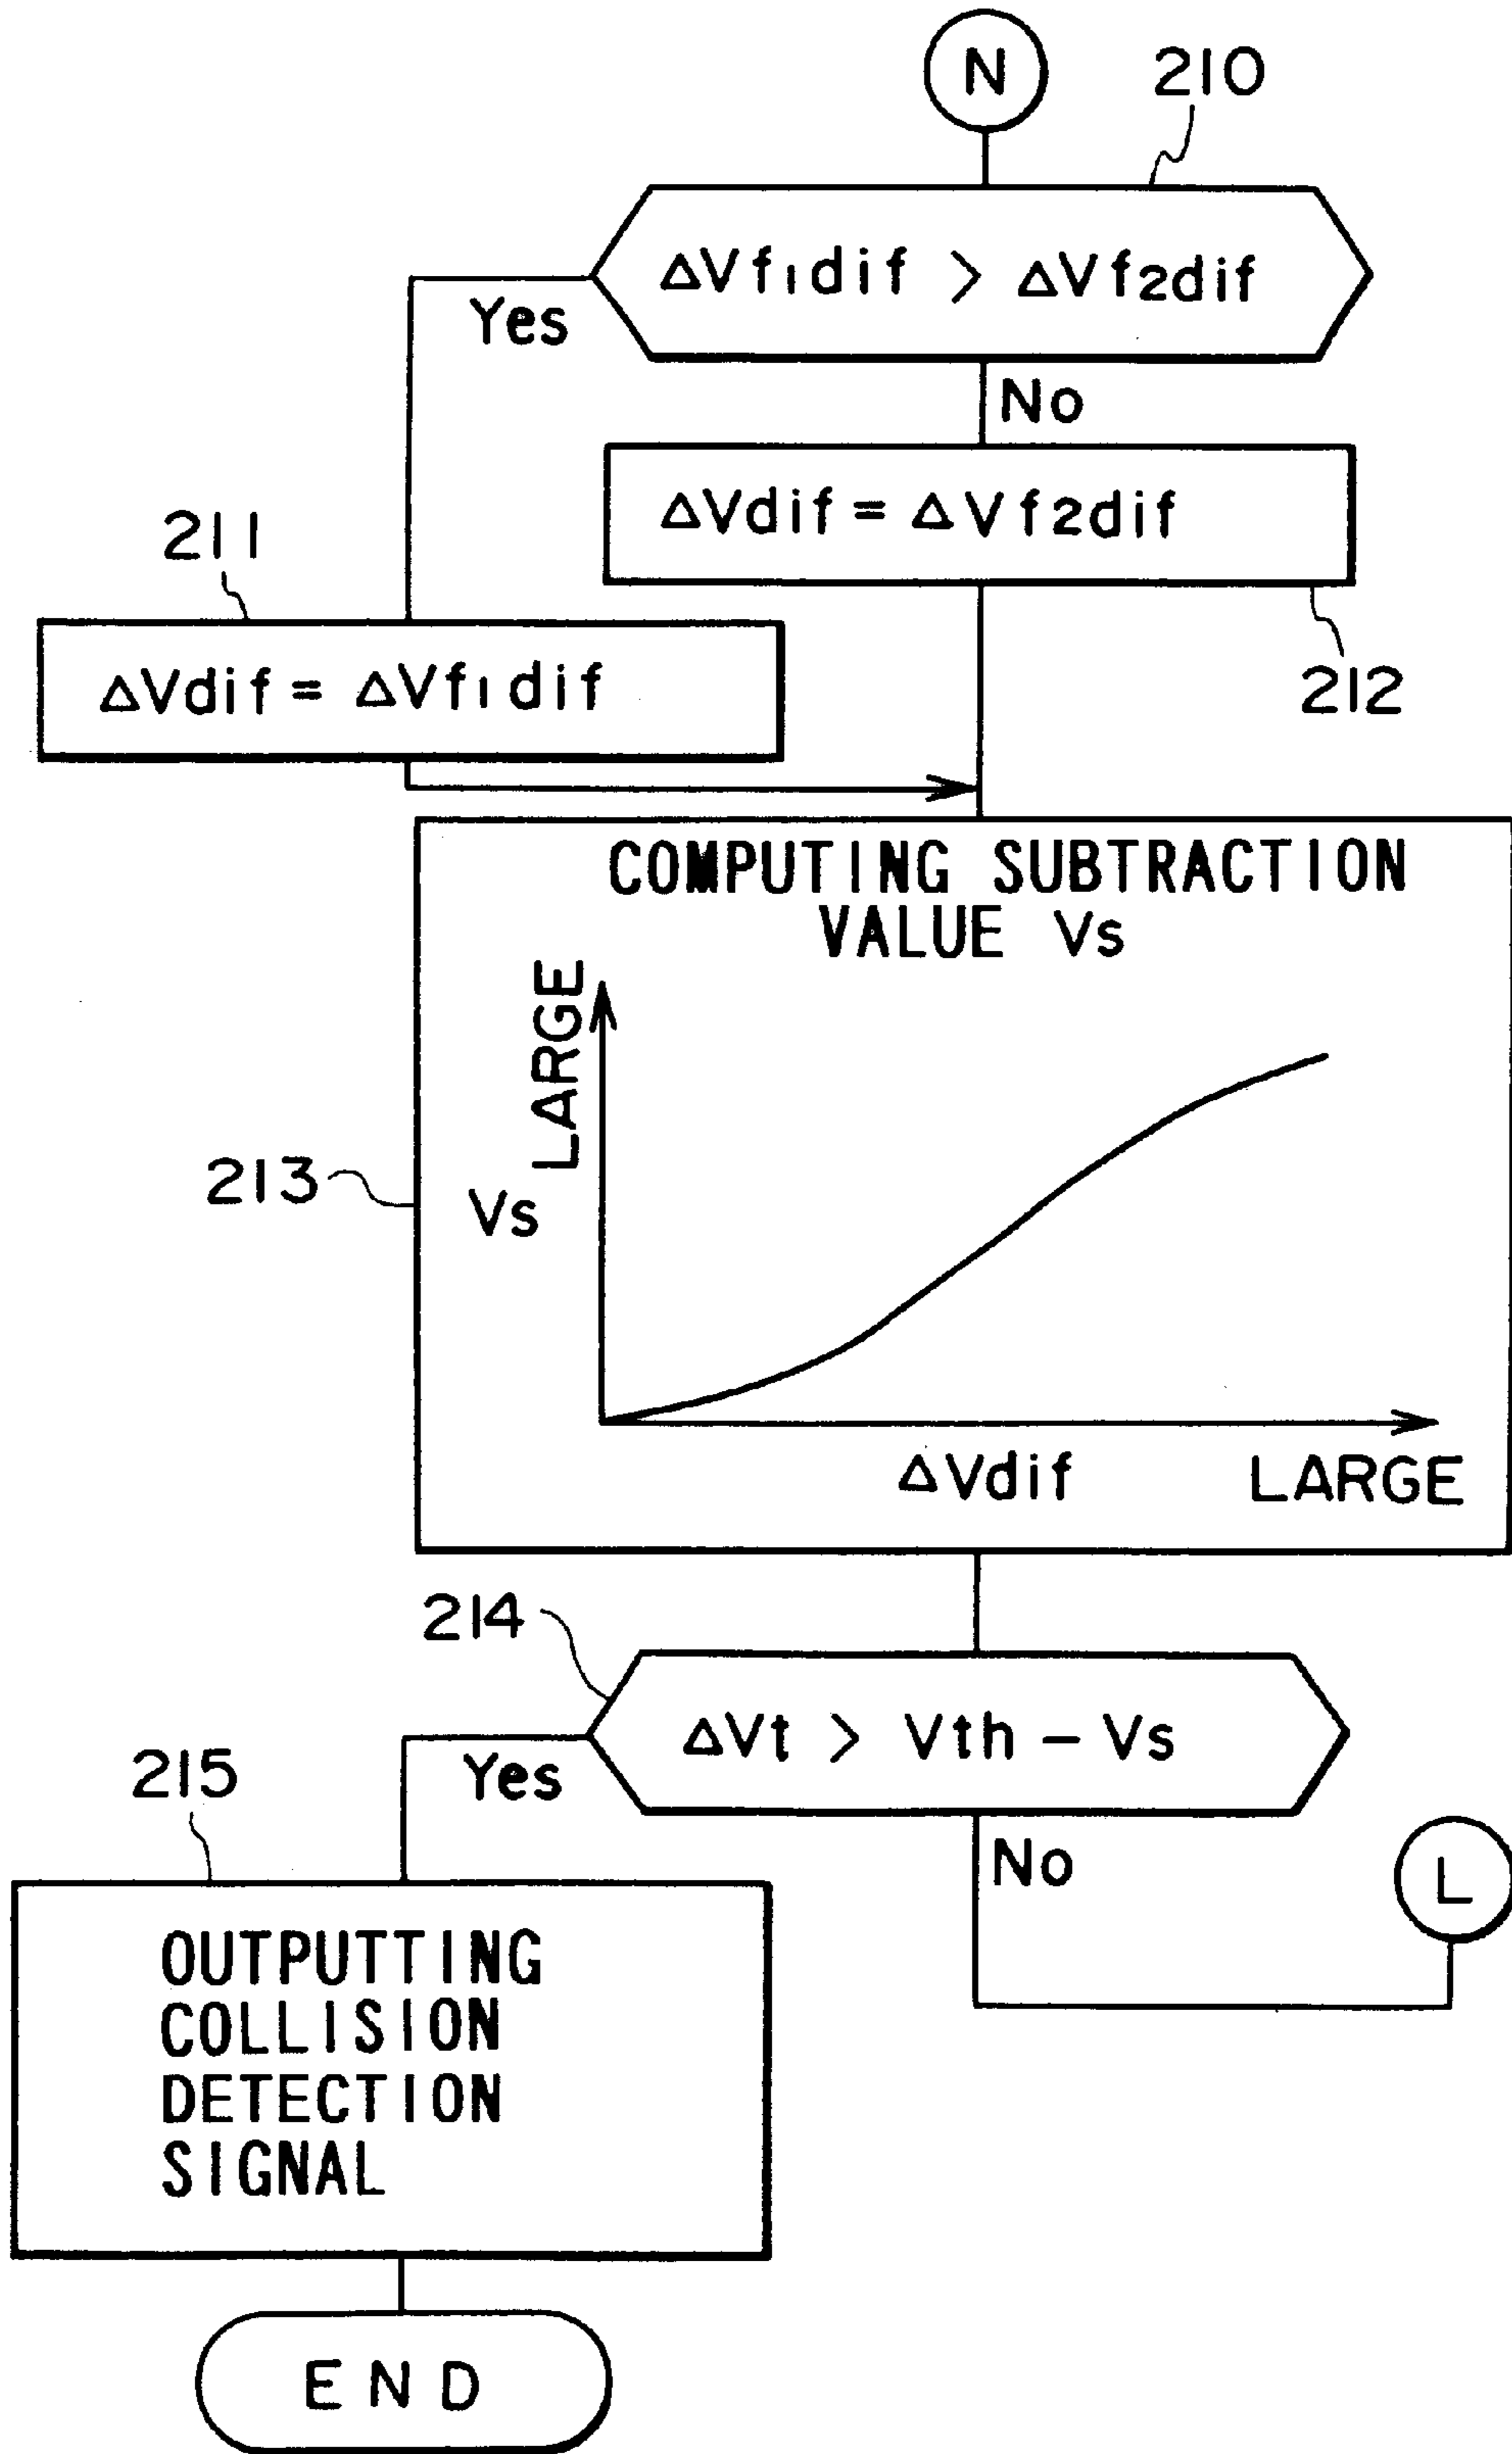 N
210
ΔVf1dif > ΔVf2dif
Yes
No
ΔVdif = ΔVf2dif
211
212
ΔVdif = ΔVf1dif
COMPUTING SUBTRACTION
VALUE Vs
LARGE
213
Vs
ΔVdif
LARGE
214
ΔVt > Vth - Vs
Yes
215
No
L
OUTPUTTING
COLLISION
DETECTION
SIGNAL
END